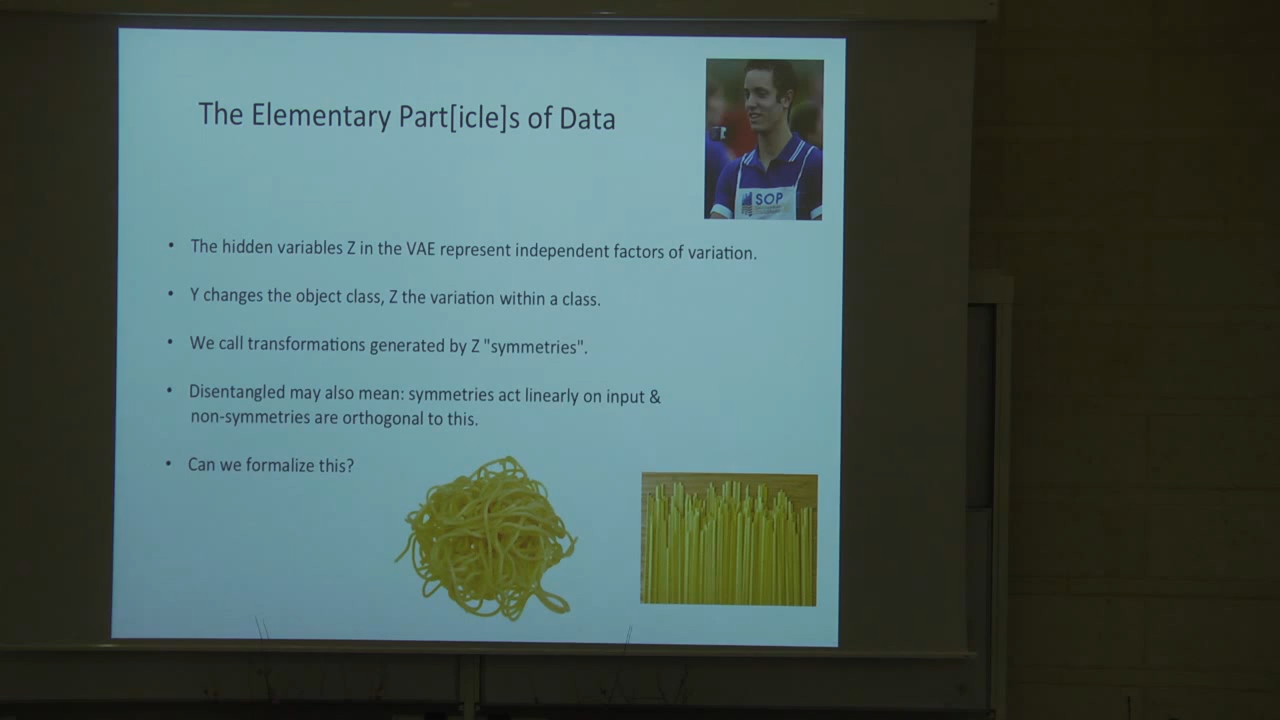 The Elementary Part[icle]s of Data
SOP
• The hidden variables Z in the VAE represent independent factors of variation.
• Y changes the object class, Z the variation within a class.
• We call transformations generated by Z "symmetries".
• Disentangled may also mean: symmetries act linearly on input &
non-symmetries are orthogonal to this.
• Can we formalize this?